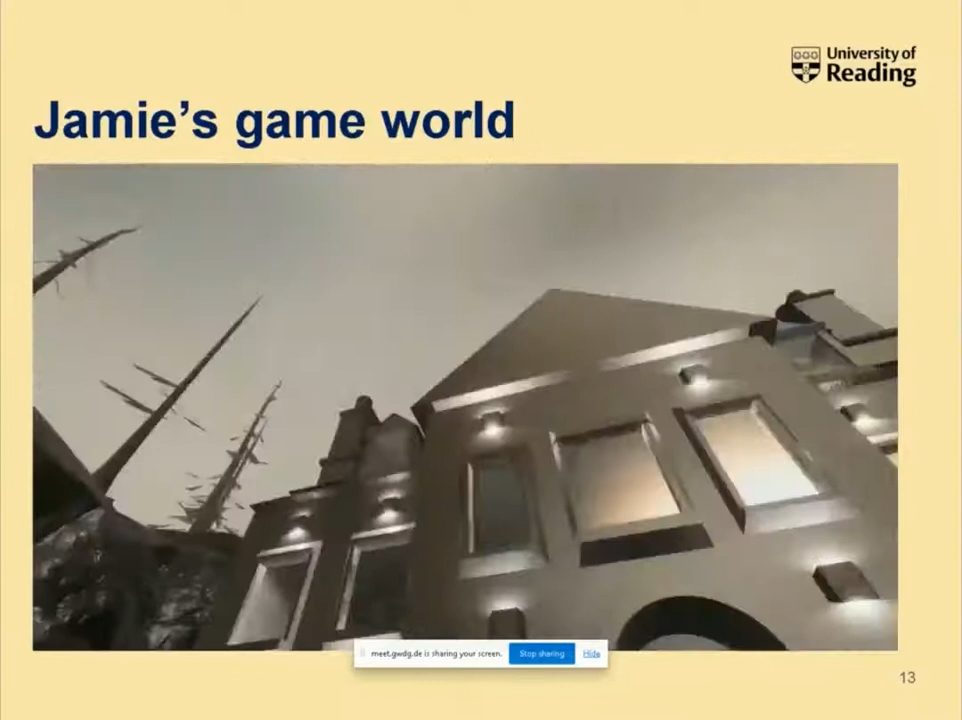 University of
Reading
Jamie's game world
meet.gwdg.de is sharing your screen.
Stop sharing
Hide
13